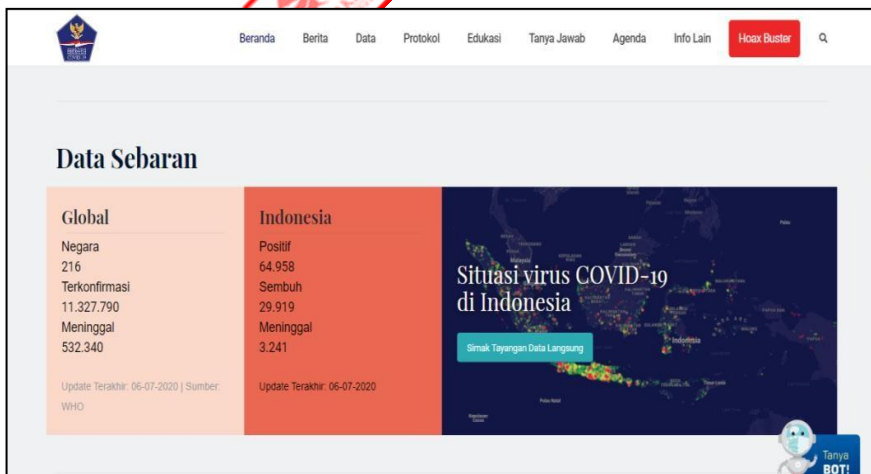 Beranda Berita Data Protokol Edukasi Tanya Jawab Agenda Info Lain Hoax Buster
Data Sebaran
Global
Negara
216
Terkonfirmasi
11.327.790
Meninggal
532.340
Update Terakhir: 06-07-2020 | Sumber:
WHO
Indonesia
Positif
64.958
Sembuh
29.919
Meninggal
3.241
Update Terakhir: 06-07-2020
Situasi virus COVID-19
di Indonesia
Simak Tayangan Data Langsung
Indonesia
Tanya
BOT!